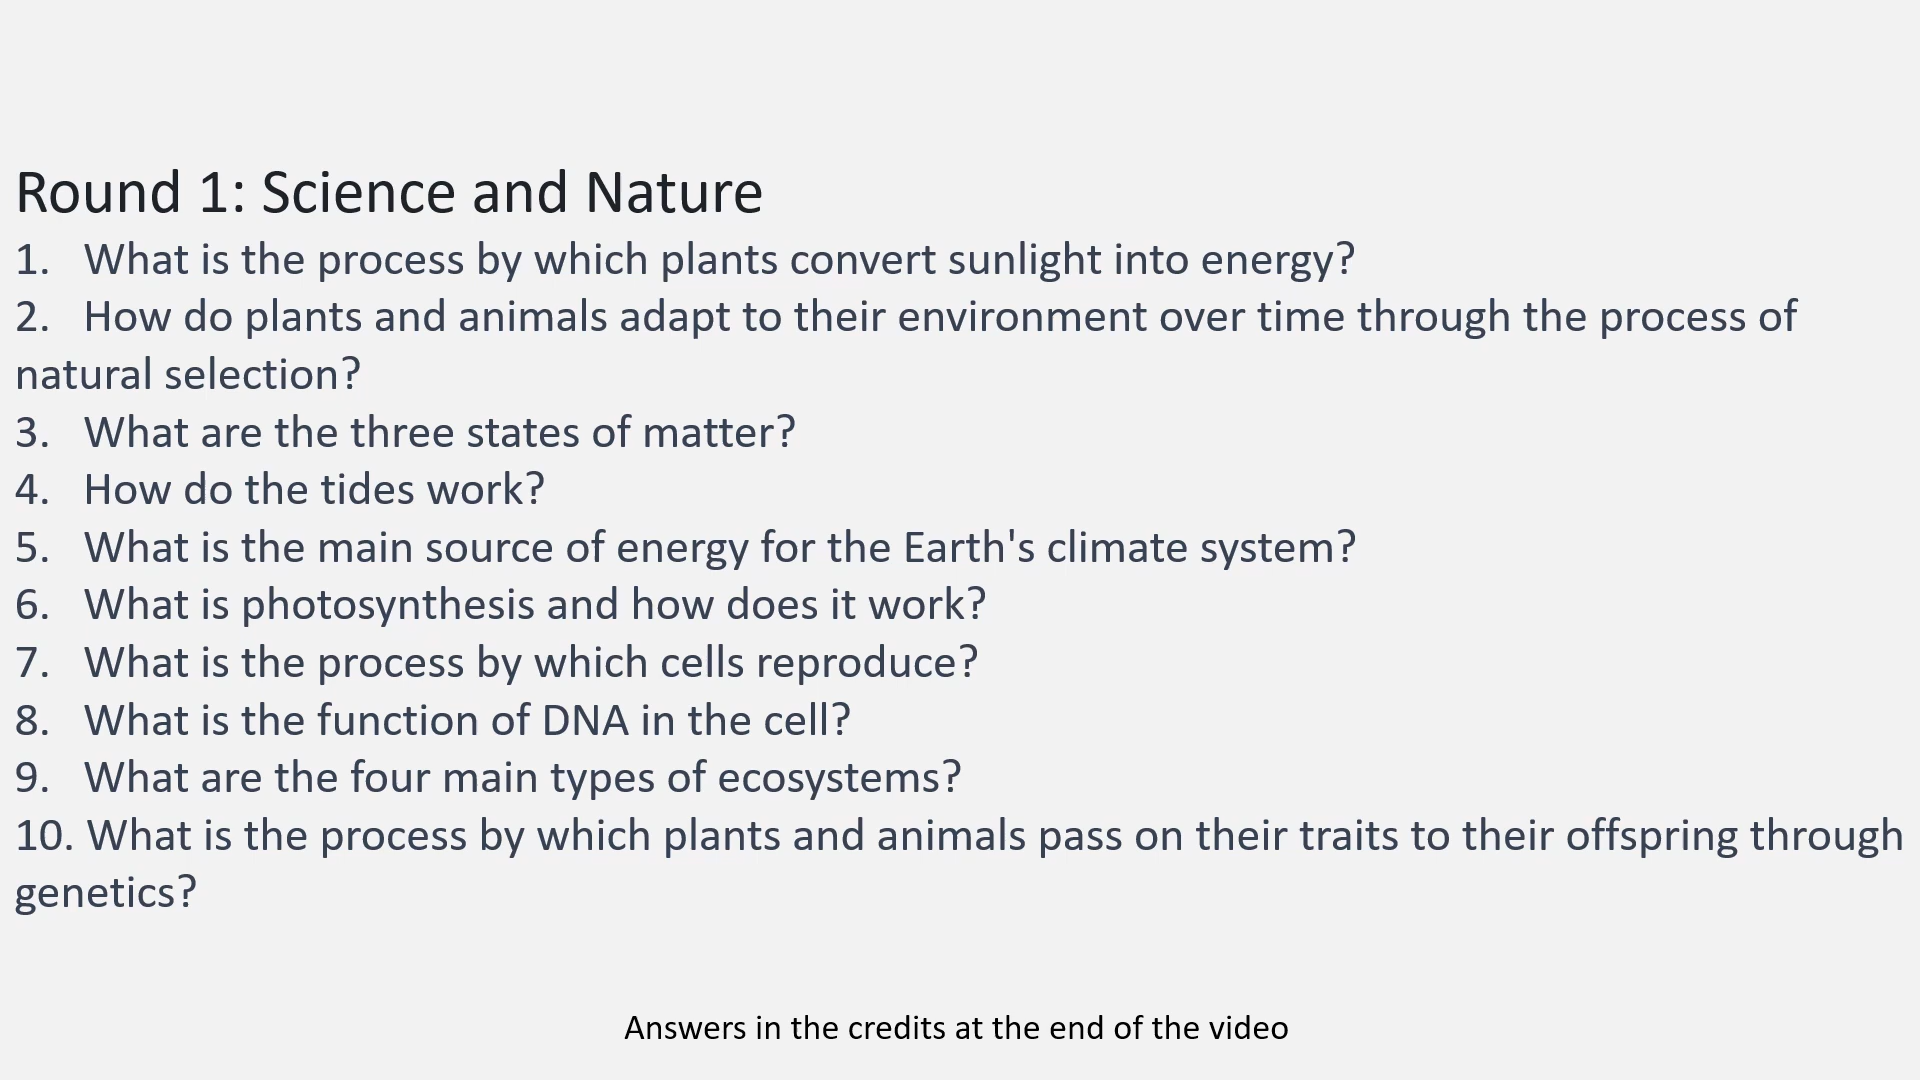 Round 1: Science and Nature
1. What is the process by which plants convert sunlight into energy?
2. How do plants and animals adapt to their environment over time through the process of
natural selection?
3. What are the three states of matter?
4. How do the tides work?
5. What is the main source of energy for the Earth's climate system?
6. What is photosynthesis and how does it work?
7. What is the process by which cells reproduce?
8. What is the function of DNA in the cell?
9. What are the four main types of ecosystems?
10. What is the process by which plants and animals pass on their traits to their offspring through
genetics?
Answers in the credits at the end of the video